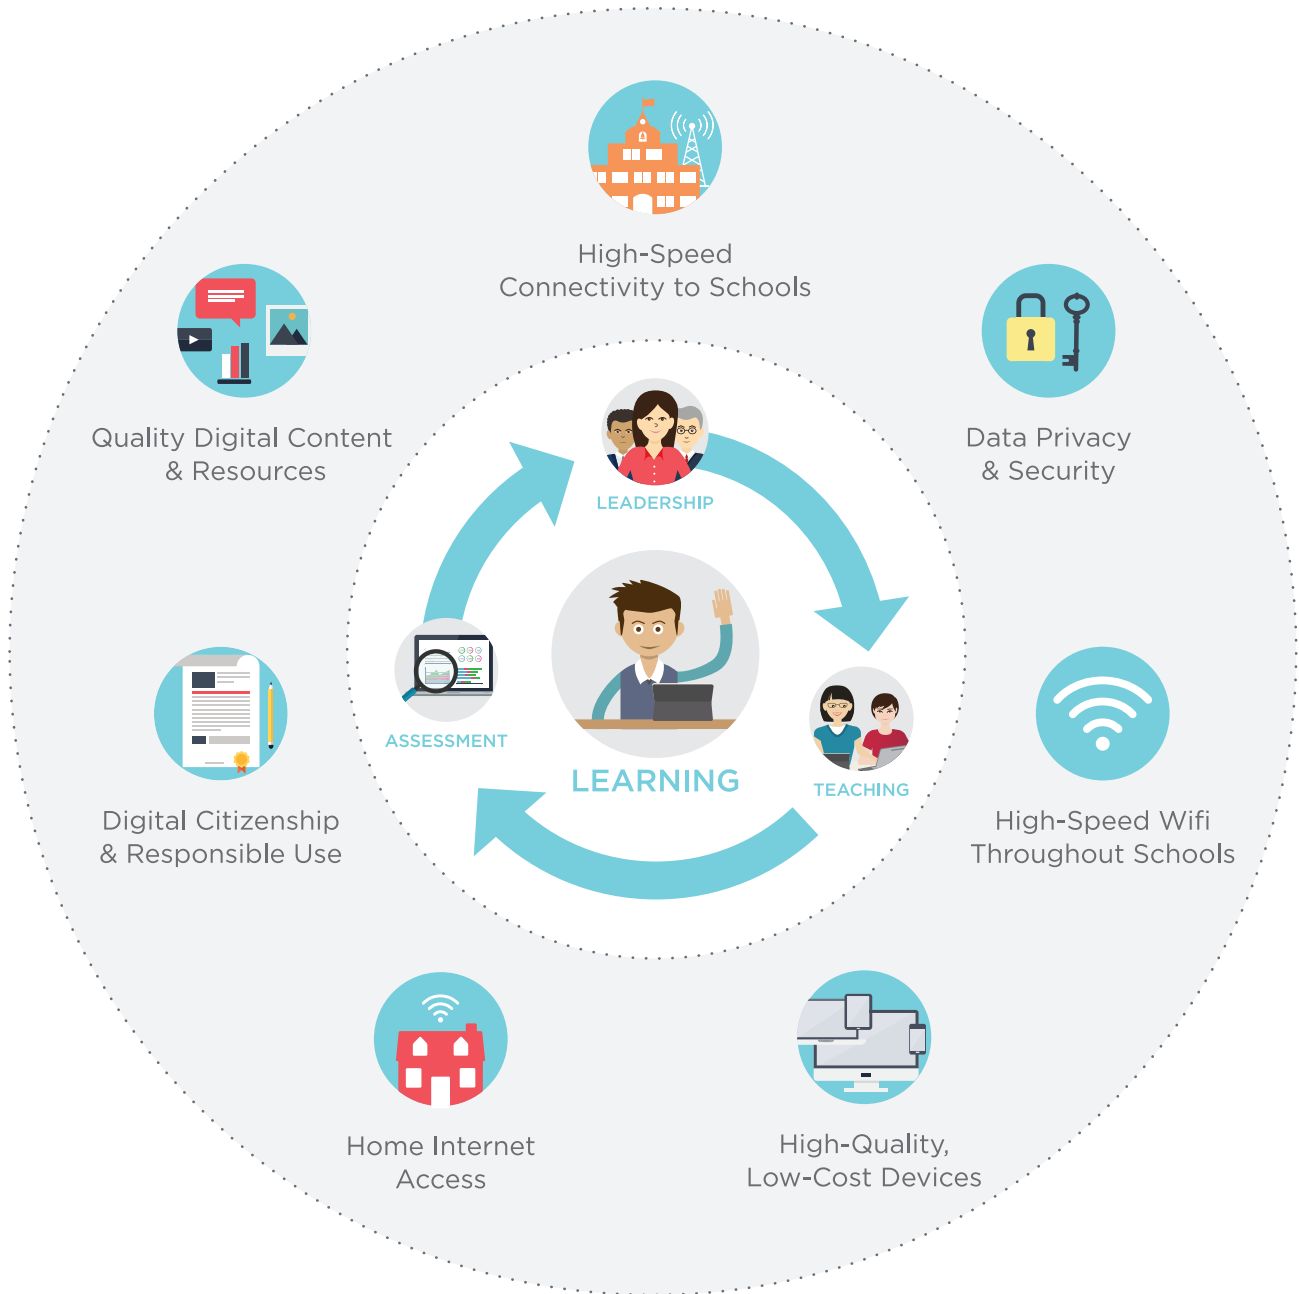 High-Speed
Connectivity to Schools
Quality Digital Content
& Resources
Data Privacy
& Security
LEADERSHIP
ASSESSMENT
LEARNING
TEACHING
Digital Citizenship
& Responsible Use
High-Speed Wifi
Throughout Schools
Home Internet
Access
High-Quality,
Low-Cost Devices